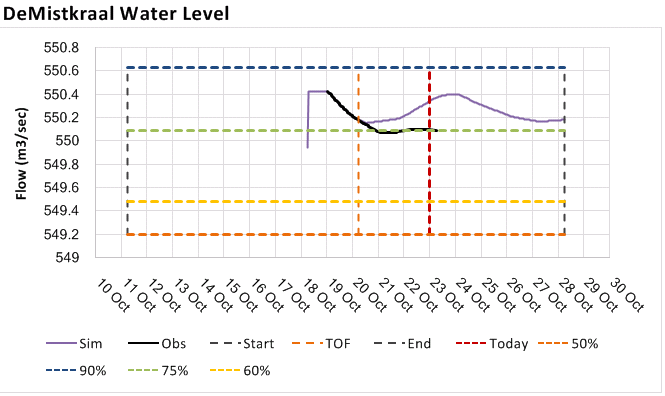 DeMistkraal Water Level
Flow (m3/sec)
550.8
550.6
550.4
550.2
550
549.8
549.6
549.4
549.2
549
10 Oct
11 Oct
12 Oct
13 Oct
14 Oct
15 Oct
16 Oct
17 Oct
18 Oct
19 Oct
20 Oct
21 Oct
22 Oct
23 Oct
24 Oct
25 Oct
26 Oct
27 Oct
28 Oct
29 Oct
30 Oct
Sim Obs Start TOF End Today 50%
90% 75% 60%